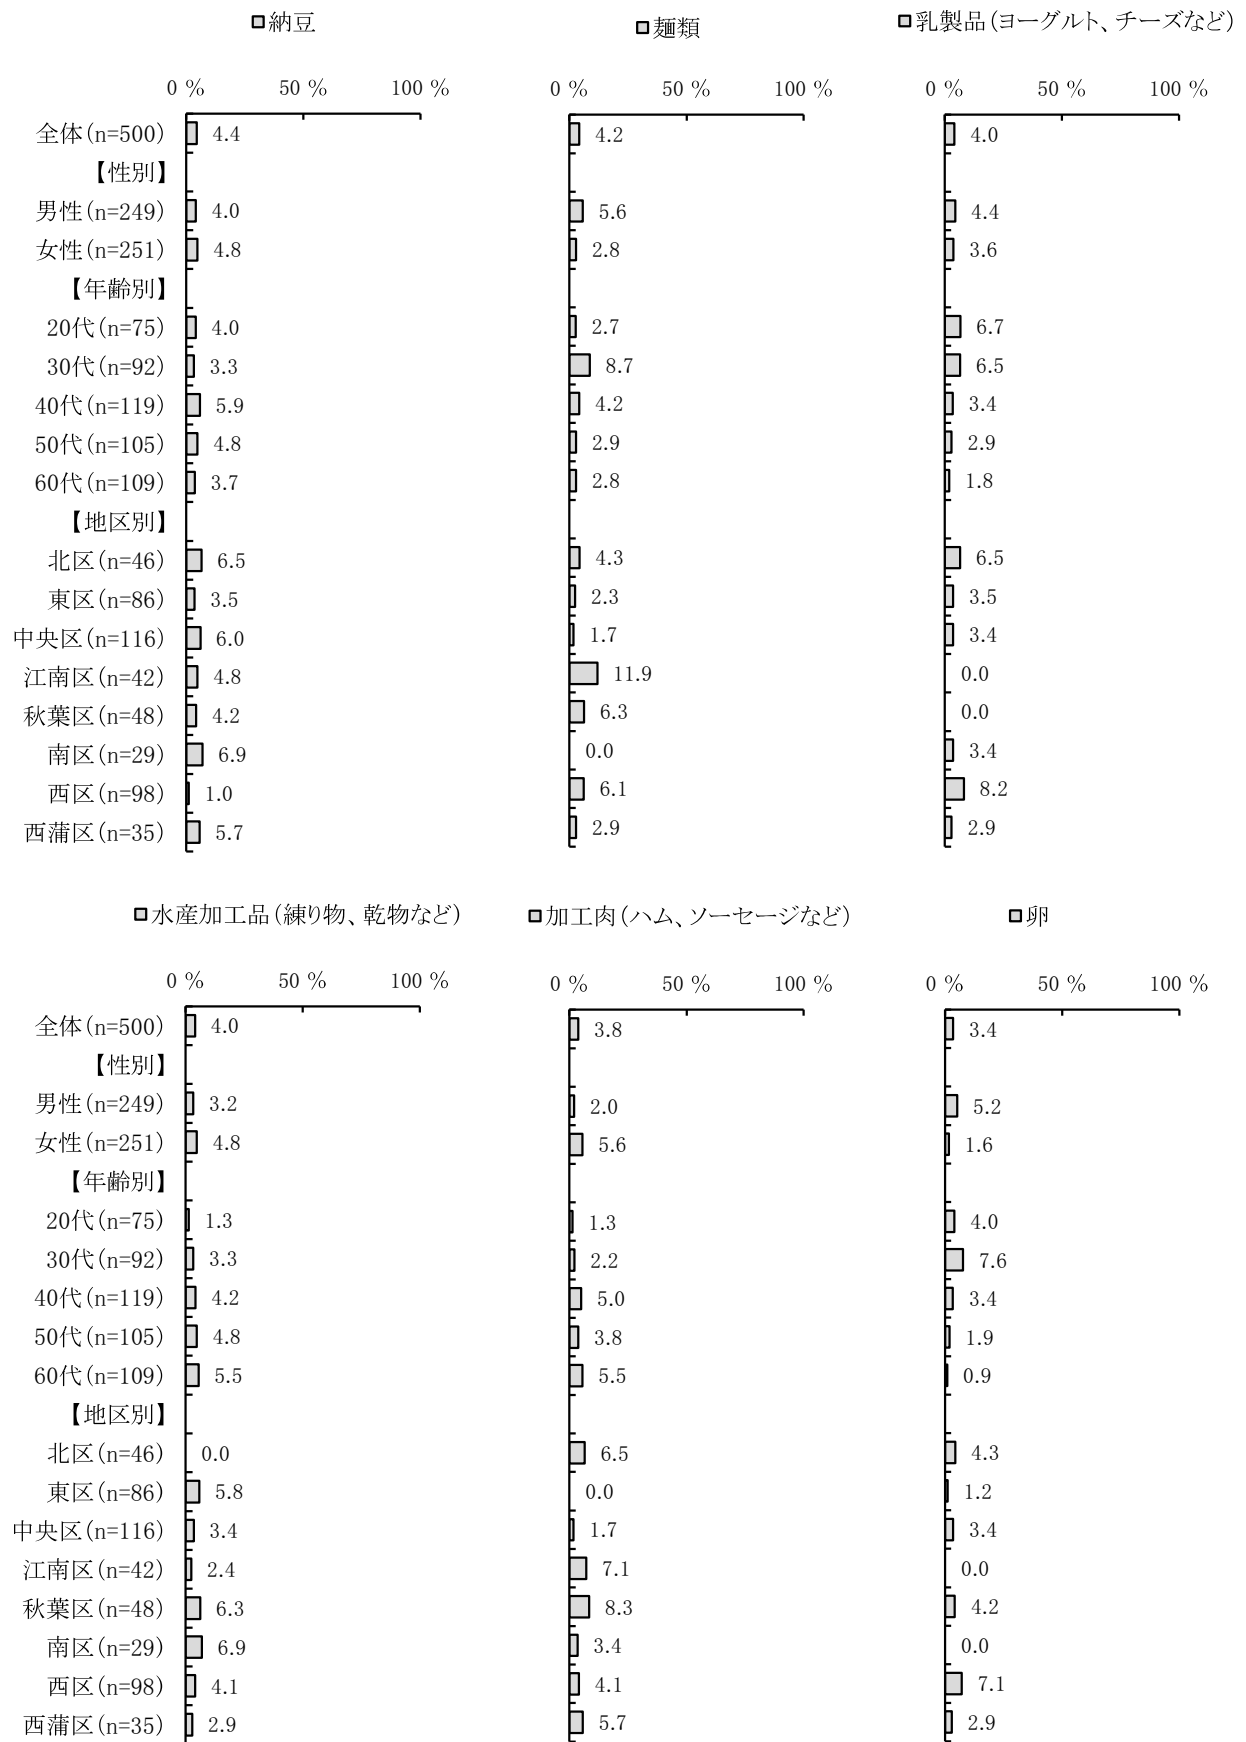 納豆 麺類 乳製品(ヨーグルト、チーズなど)
0 % 50 % 100 % 0 % 50 % 100 % 0 % 50 % 100 %
全体(n=500) 4.4 4.2 4.0
【性別】
男性(n=249) 4.0 5.6 4.4
女性(n=251) 4.8 2.8 3.6
【年齢別】
20代(n=75) 4.0 2.7 6.7
30代(n=92) 3.3 8.7 6.5
40代(n=119) 5.9 4.2 3.4
50代(n=105) 4.8 2.9 2.9
60代(n=109) 3.7 2.8 1.8
【地区別】
北区(n=46) 6.5 4.3 6.5
東区(n=86) 3.5 2.3 3.5
中央区(n=116) 6.0 1.7 3.4
江南区(n=42) 4.8 11.9 0.0
秋葉区(n=48) 4.2 6.3 0.0
南区(n=29) 6.9 0.0 3.4
西区(n=98) 1.0 6.1 8.2
西蒲区(n=35) 5.7 2.9 2.9
水産加工品(練り物、乾物など) 加工肉(ハム、ソーセージなど) 卵
0 % 50 % 100 % 0 % 50 % 100 % 0 % 50 % 100 %
全体(n=500) 4.0 3.8 3.4
【性別】
男性(n=249) 3.2 2.0 5.2
女性(n=251) 4.8 5.6 1.6
【年齢別】
20代(n=75) 1.3 1.3 4.0
30代(n=92) 3.3 2.2 7.6
40代(n=119) 4.2 5.0 3.4
50代(n=105) 4.8 3.8 1.9
60代(n=109) 5.5 5.5 0.9
【地区別】
北区(n=46) 0.0 6.5 4.3
東区(n=86) 5.8 0.0 1.2
中央区(n=116) 3.4 1.7 3.4
江南区(n=42) 2.4 7.1 0.0
秋葉区(n=48) 6.3 8.3 4.2
南区(n=29) 6.9 3.4 0.0
西区(n=98) 4.1 4.1 7.1
西蒲区(n=35) 2.9 5.7 2.9